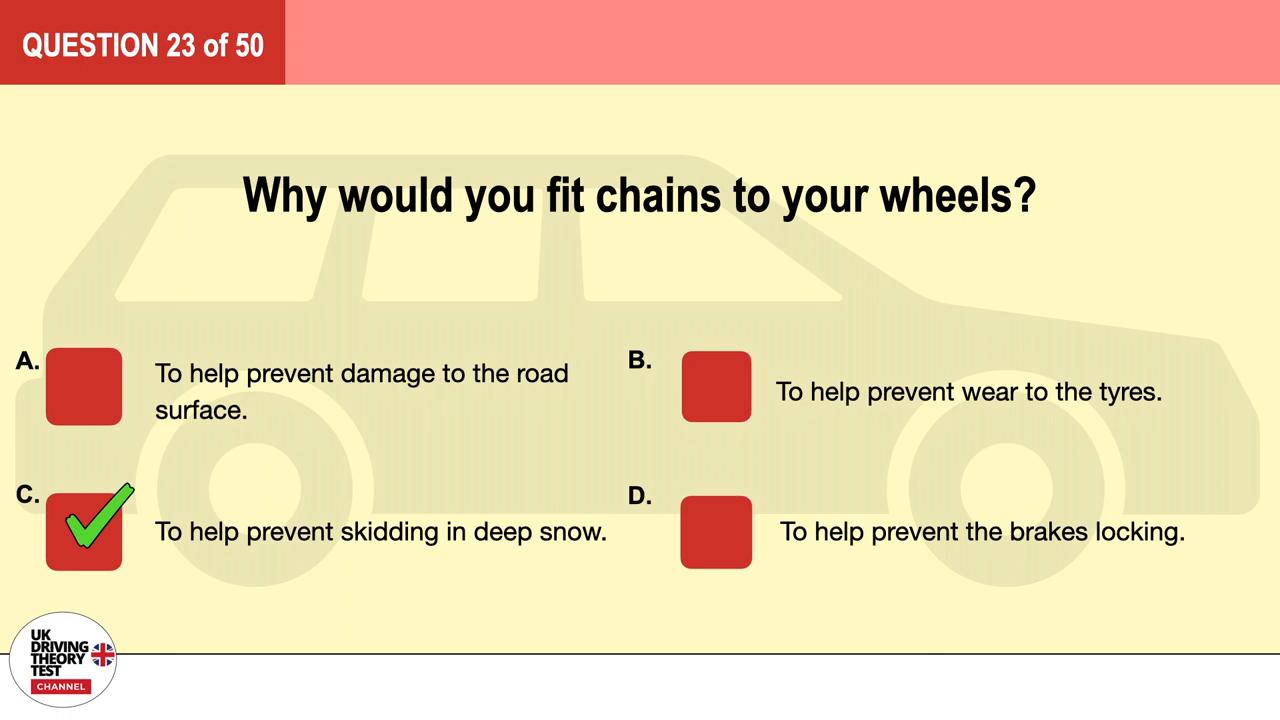 QUESTION 23 of 50
Why would you fit chains to your wheels?
A.
To help prevent damage to the road
surface.
B.
To help prevent wear to the tyres.
C.
To help prevent skidding in deep snow.
D.
To help prevent the brakes locking.
UK
DRIVING
THEORY
TEST
CHANNEL